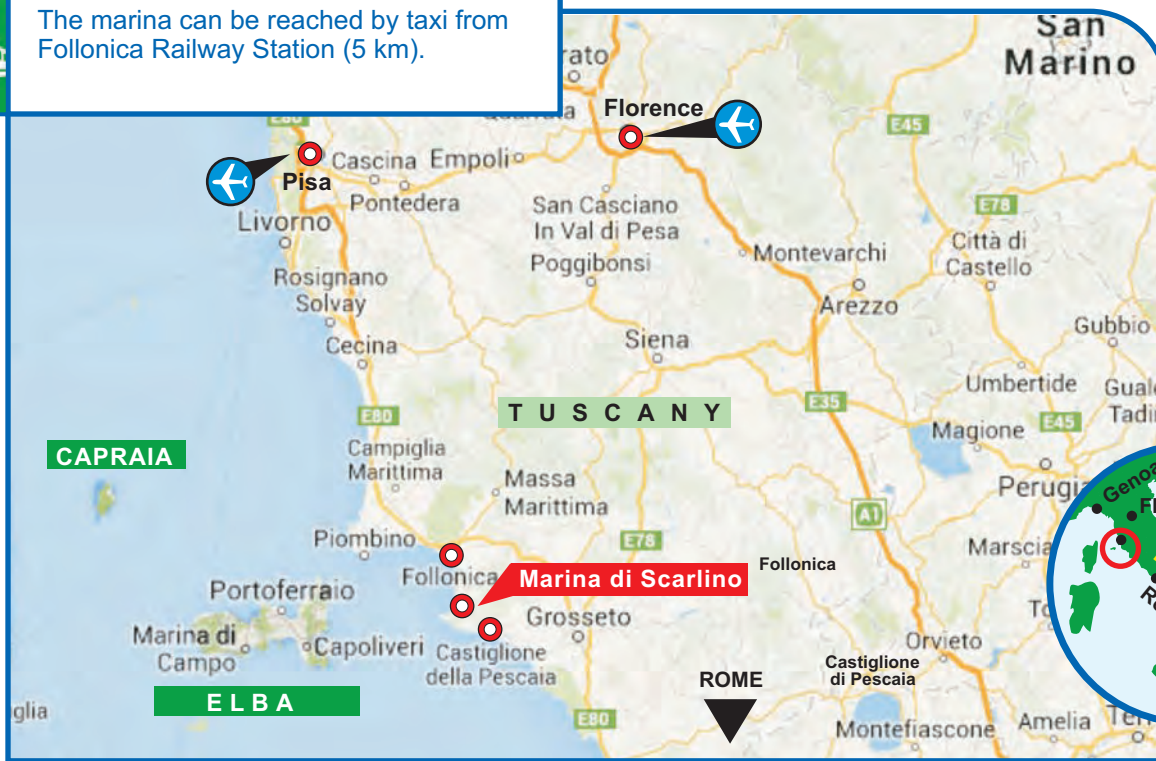 The marina can be reached by taxi from
Follonica Railway Station (5 km).
San
Marino
Florence
E45
Pisa
Cascina
Empoli
Pontedera
Livorno
San Casciano
In Val di Pesa
E78
Città di
Castello
Montevarchi
Poggibonsi
Rosignano
Solvay
Arezzo
Cecina
Siena
Gubbio
Umbertide
E80
TUSCANY
E35
Magione
E45
CAPRAIA
Campiglia
Marittima
Massa
Marittima
Perugia
Genoa
A1
Piombino
E78
Follonica
Follonica
Marina di Scarlino
Portoferraio
Grosseto
Marina di
Campo
Capoliveri
Castiglione
della Pescaia
Orvieto
Castiglione
di Pescaia
ROME
ELBA
E80
Montefiascone
Amelia